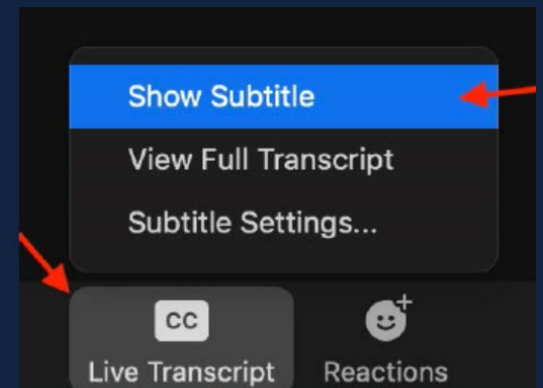 Show Subtitle
View Full Transcript
Subtitle Settings...
CC
Live Transcript
Reactions